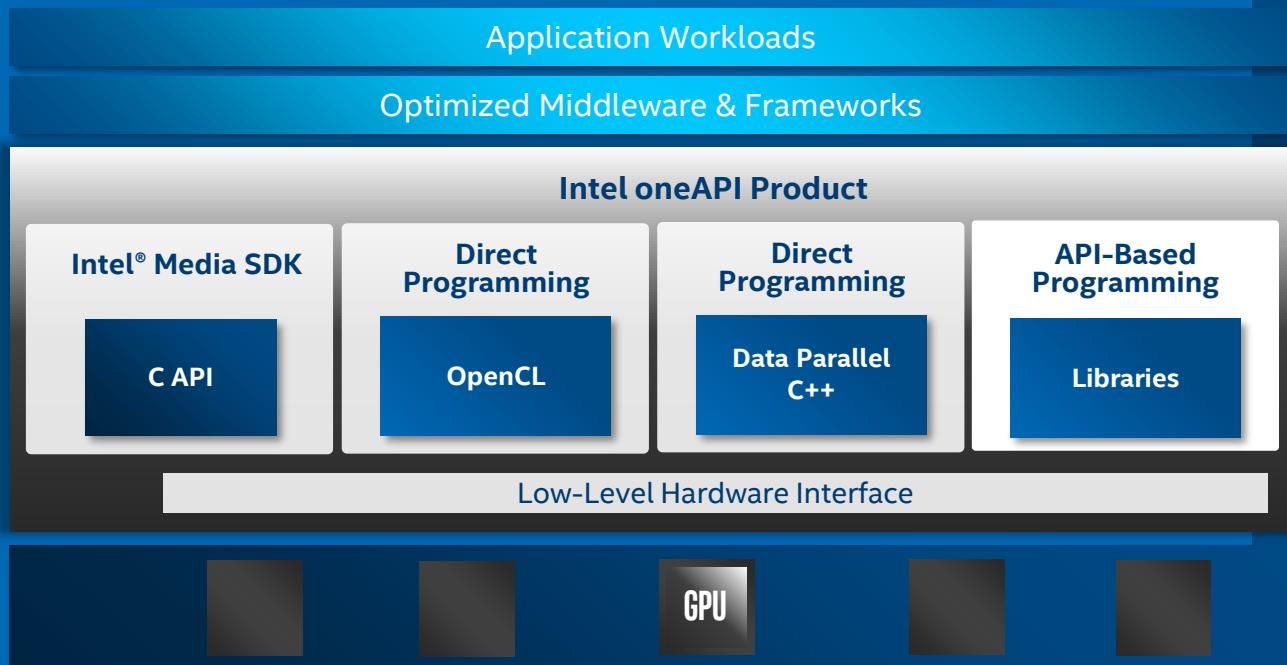 Application Workloads
Optimized Middleware & Frameworks
Intel oneAPI Product
Intel® Media SDK
C API
Direct
Programming
OpenCL
Direct
Programming
Data Parallel
C++
API-Based
Programming
Libraries
Low-Level Hardware Interface
GPU